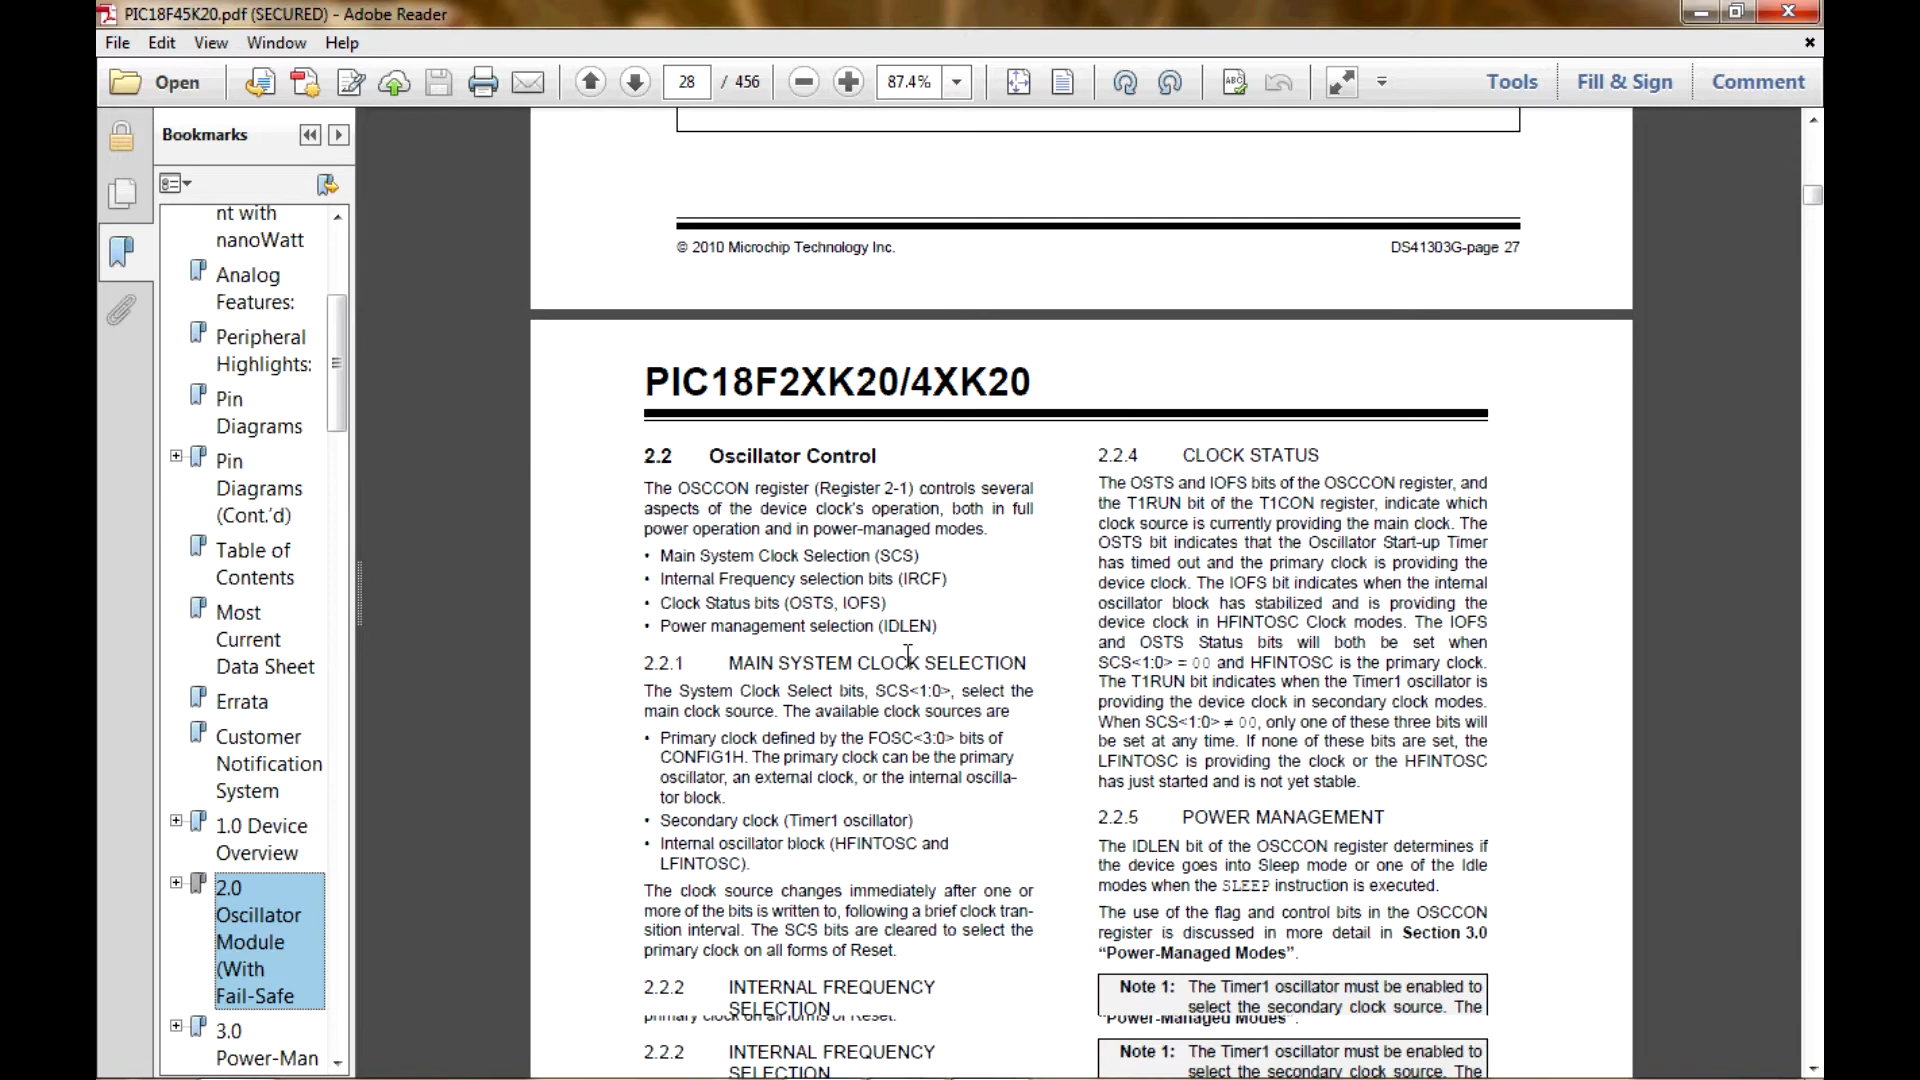 PIC18F45K20.pdf (SECURED) - Adobe Reader
File Edit View Window Help
Open 28 / 456 87.4% Tools Fill & Sign Comment
Bookmarks
nt with
nanoWatt
Analog
Features:
Peripheral
Highlights:
Pin
Diagrams
Pin
Diagrams
(Cont.'d)
Table of
Contents
Most
Current
Data Sheet
Errata
Customer
Notification
System
1.0 Device
Overview
2.0
Oscillator
Module
(With
Fail-Safe
3.0
Power-Man
© 2010 Microchip Technology Inc. DS41303G-page 27
PIC18F2XK20/4XK20
2.2 Oscillator Control
The OSCCON register (Register 2-1) controls several
aspects of the device clock's operation, both in full
power operation and in power-managed modes.
• Main System Clock Selection (SCS)
• Internal Frequency selection bits (IRCF)
• Clock Status bits (OSTS, IOFS)
• Power management selection (IDLEN)
2.2.1 MAIN SYSTEM CLOCK SELECTION
The System Clock Select bits, SCS<1:0>, select the
main clock source. The available clock sources are
• Primary clock defined by the FOSC<3:0> bits of
CONFIG1H. The primary clock can be the primary
oscillator, an external clock, or the internal oscilla-
tor block.
• Secondary clock (Timer1 oscillator)
• Internal oscillator block (HFINTOSC and
LFINTOSC).
The clock source changes immediately after one or
more of the bits is written to, following a brief clock tran-
sition interval. The SCS bits are cleared to select the
primary clock on all forms of Reset.
2.2.2 INTERNAL FREQUENCY
SELECTION
primary clock on all forms of Reset.
2.2.2 INTERNAL FREQUENCY
SELECTION
2.2.4 CLOCK STATUS
The OSTS and IOFS bits of the OSCCON register, and
the T1RUN bit of the T1CON register, indicate which
clock source is currently providing the main clock. The
OSTS bit indicates that the Oscillator Start-up Timer
has timed out and the primary clock is providing the
device clock. The IOFS bit indicates when the internal
oscillator block has stabilized and is providing the
device clock in HFINTOSC Clock modes. The IOFS
and OSTS Status bits will both be set when
SCS<1:0> = 00 and HFINTOSC is the primary clock.
The T1RUN bit indicates when the Timer1 oscillator is
providing the device clock in secondary clock modes.
When SCS<1:0> ≠ 00, only one of these three bits will
be set at any time. If none of these bits are set, the
LFINTOSC is providing the clock or the HFINTOSC
has just started and is not yet stable.
2.2.5 POWER MANAGEMENT
The IDLEN bit of the OSCCON register determines if
the device goes into Sleep mode or one of the Idle
modes when the SLEEP instruction is executed.
The use of the flag and control bits in the OSCCON
register is discussed in more detail in Section 3.0
“Power-Managed Modes”.
Note 1: The Timer1 oscillator must be enabled to
select the secondary clock source. The
“Power-Managed Modes”.
Note 1: The Timer1 oscillator must be enabled to
select the secondary clock source. The